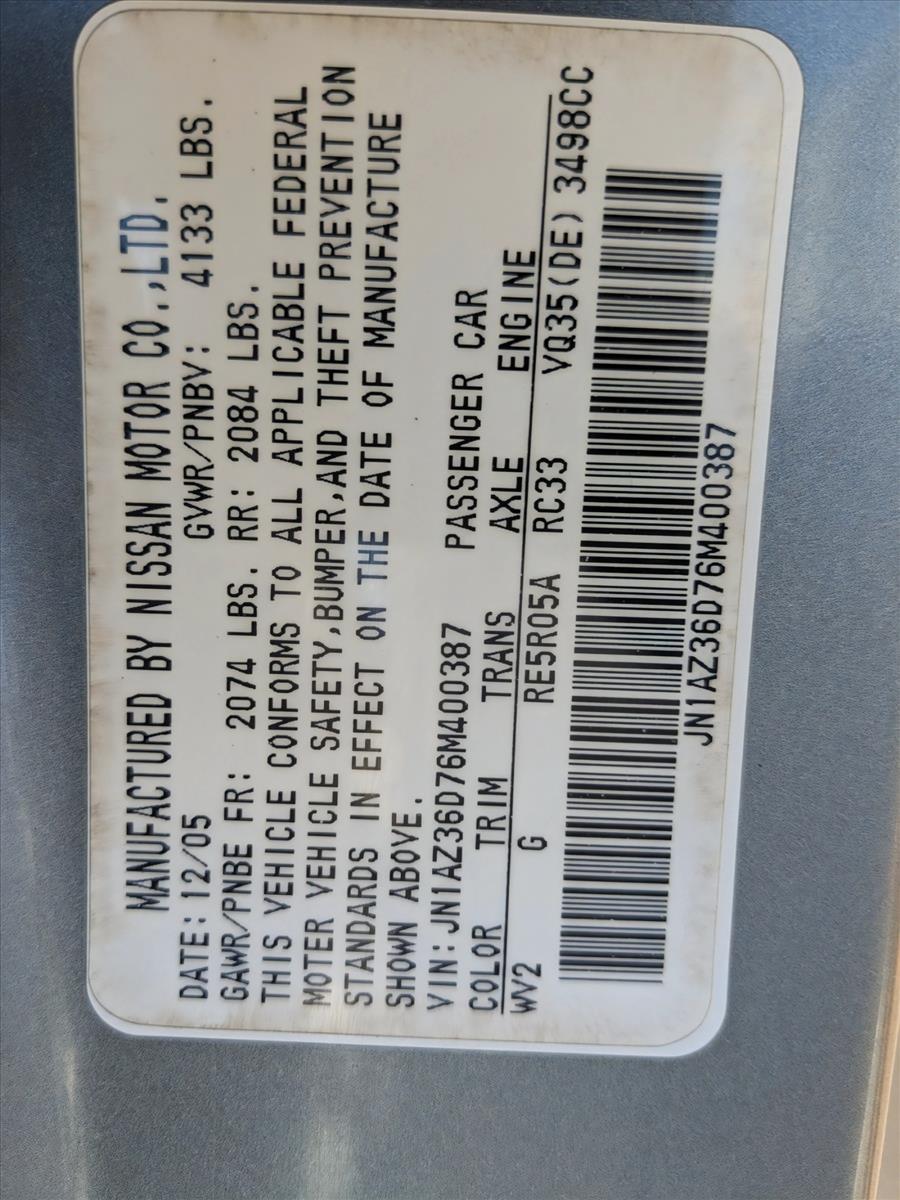 MANUFACTURED BY NISSAN MOTOR CO.,LTD.
DATE: 12/05 GVWR/PNBV: 4133 LBS.
GAWR/PNBE FR: 2074 LBS. RR: 2084 LBS.
THIS VEHICLE CONFORMS TO ALL APPLICABLE FEDERAL
MOTER VEHICLE SAFETY,BUMPER,AND THEFT PREVENTION
STANDARDS IN EFFECT ON THE DATE OF MANUFACTURE
SHOWN ABOVE.
VIN: JN1AZ36D76M400387 PASSENGER CAR
COLOR TRIM TRANS AXLE ENGINE
WV2 G RE5R05A RC33 VQ35(DE) 3498CC
JN1AZ36D76M400387